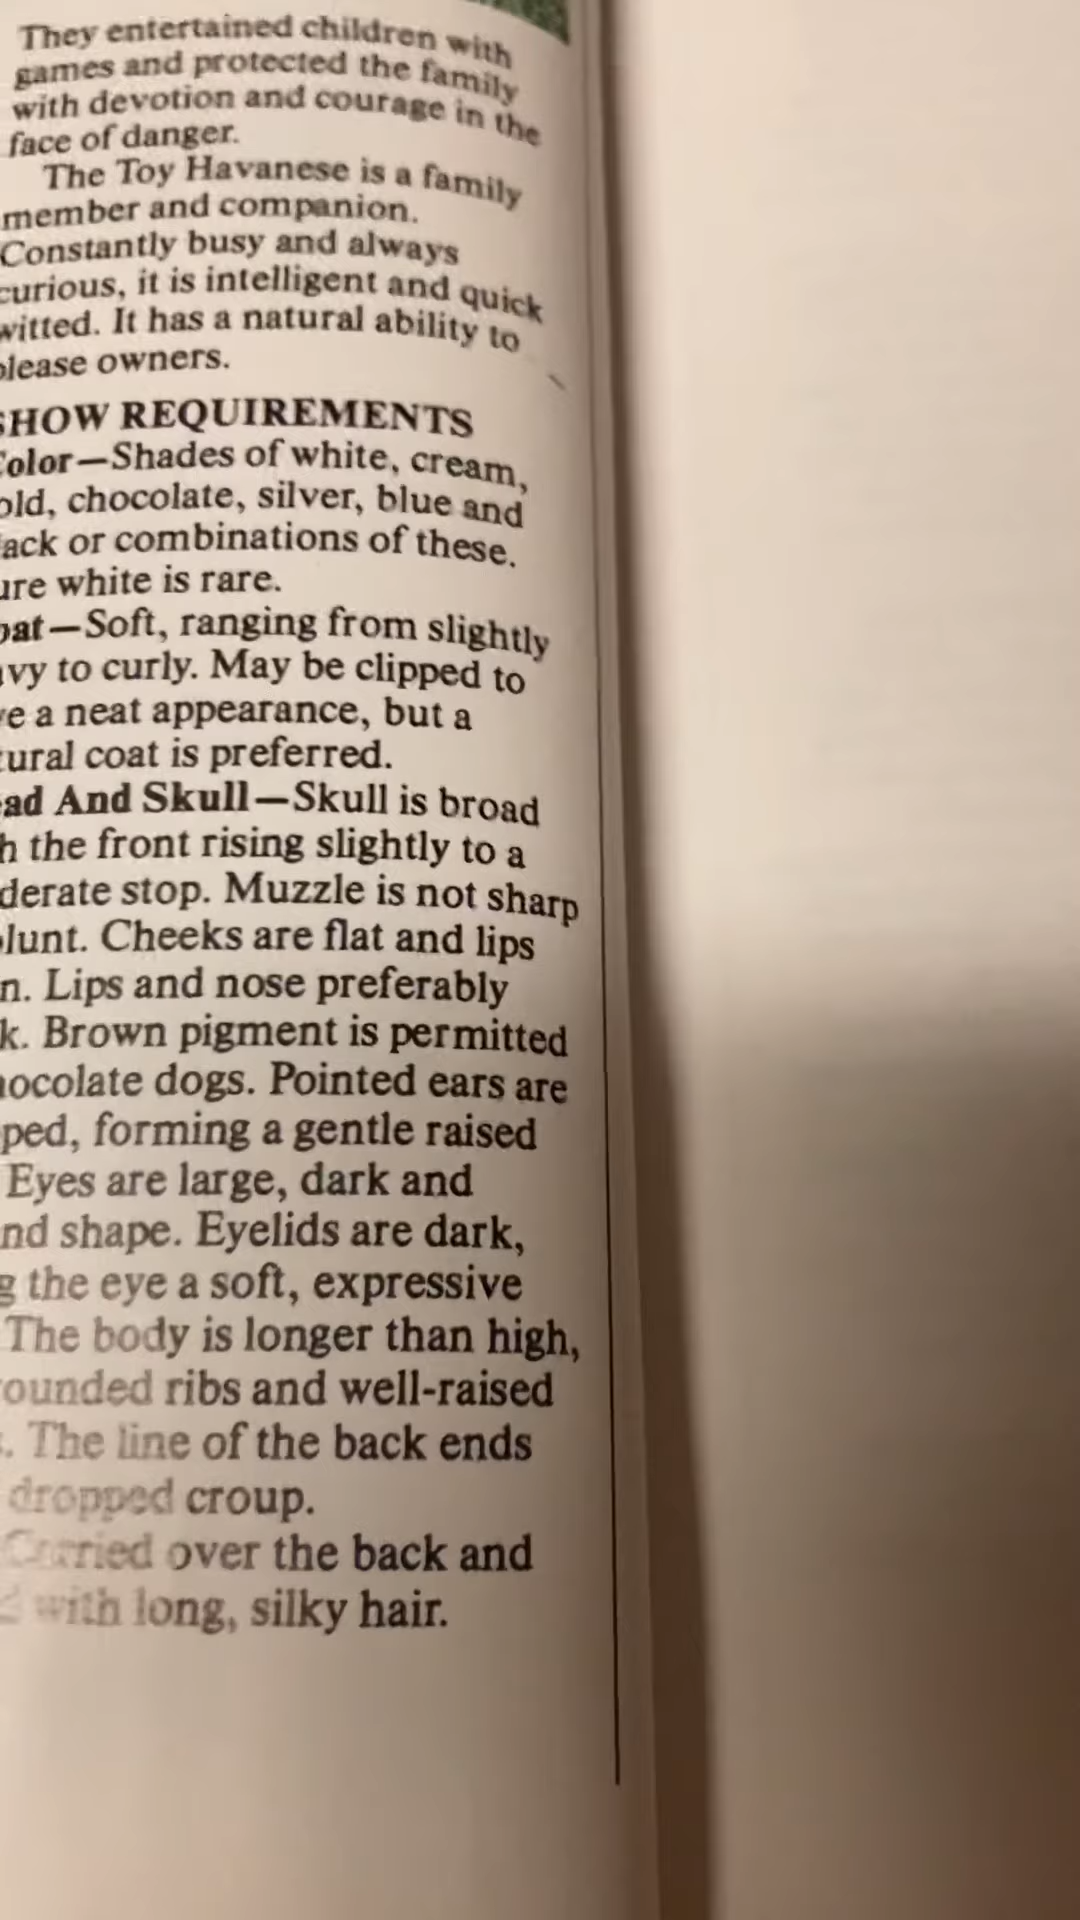 They entertained children with
games and protected the family
with devotion and courage in the
face of danger.
The Toy Havanese is a family
member and companion.
Constantly busy and always
curious, it is intelligent and quick
witted. It has a natural ability to
please owners.
SHOW REQUIREMENTS
Color—Shades of white, cream,
old, chocolate, silver, blue and
ack or combinations of these.
ure white is rare.
oat—Soft, ranging from slightly
vy to curly. May be clipped to
e a neat appearance, but a
tural coat is preferred.
ad And Skull—Skull is broad
h the front rising slightly to a
derate stop. Muzzle is not sharp
lunt. Cheeks are flat and lips
n. Lips and nose preferably
k. Brown pigment is permitted
ocolate dogs. Pointed ears are
ped, forming a gentle raised
Eyes are large, dark and
nd shape. Eyelids are dark,
g the eye a soft, expressive
The body is longer than high,
ounded ribs and well-raised
. The line of the back ends
dropped croup.
Carried over the back and
with long, silky hair.